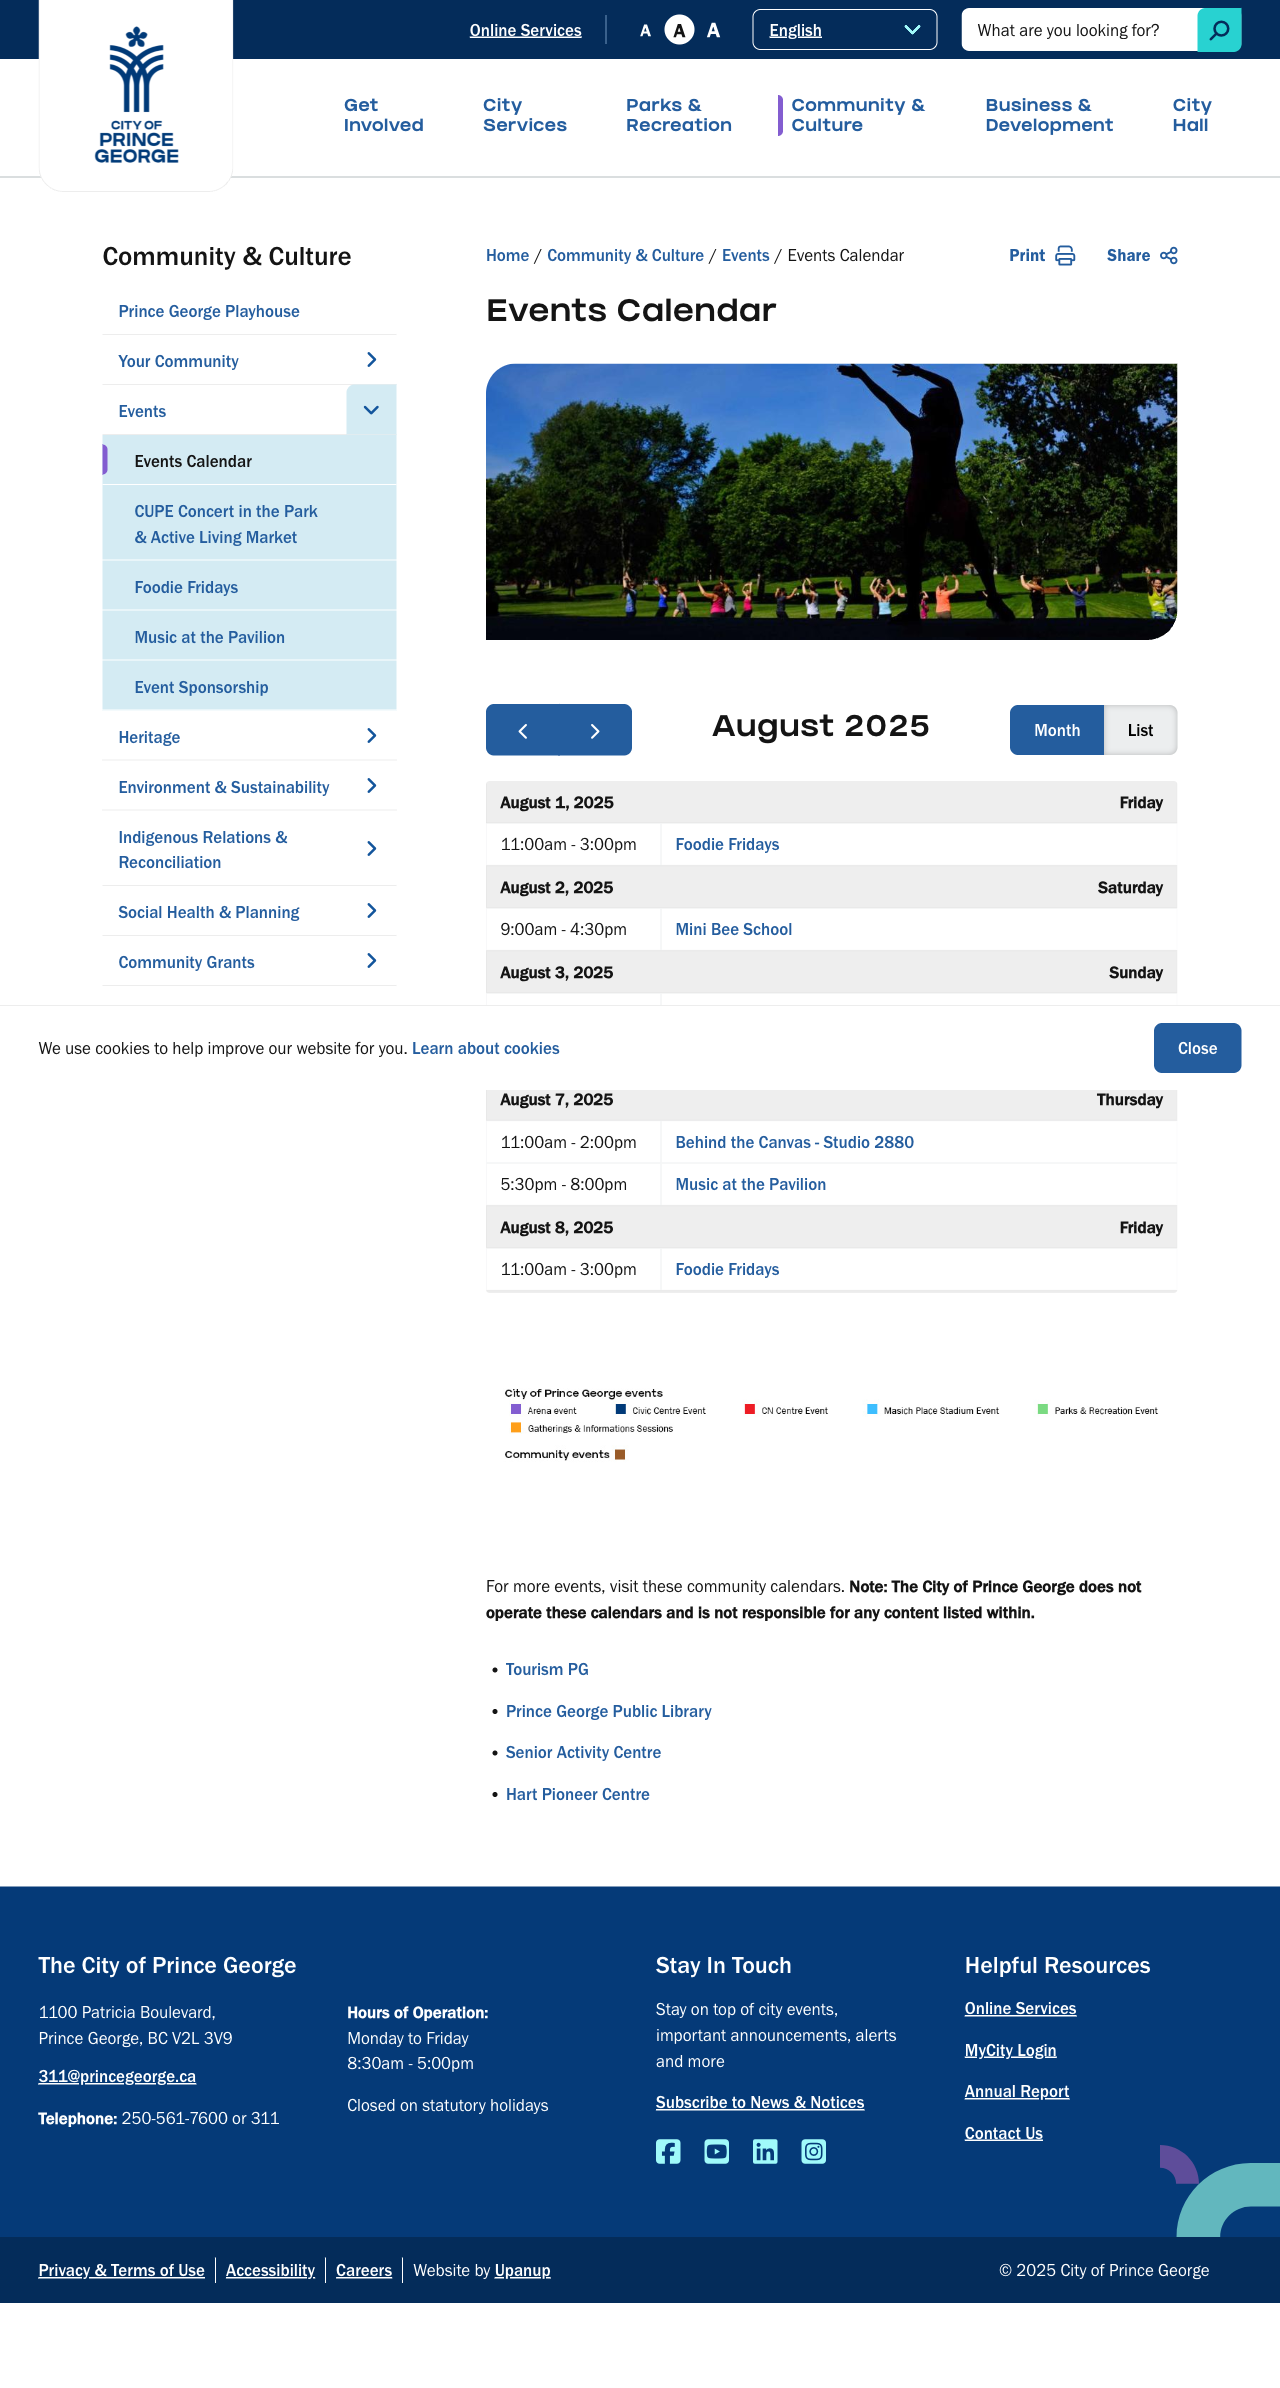 Online Services
A A A
English
What are you looking for?
CITY OF
PRINCE
GEORGE
Get
Involved
City
Services
Parks &
Recreation
Community &
Culture
Business &
Development
City
Hall
Community & Culture
Prince George Playhouse
Your Community
Events
Events Calendar
CUPE Concert in the Park
& Active Living Market
Foodie Fridays
Music at the Pavilion
Event Sponsorship
Heritage
Environment & Sustainability
Indigenous Relations &
Reconciliation
Social Health & Planning
Community Grants
Home / Community & Culture / Events / Events Calendar
Print
Share
Events Calendar
August 2025
Month
List
August 1, 2025 Friday
11:00am - 3:00pm Foodie Fridays
August 2, 2025 Saturday
9:00am - 4:30pm Mini Bee School
August 3, 2025 Sunday
We use cookies to help improve our website for you. Learn about cookies
Close
August 7, 2025 Thursday
11:00am - 2:00pm Behind the Canvas - Studio 2880
5:30pm - 8:00pm Music at the Pavilion
August 8, 2025 Friday
11:00am - 3:00pm Foodie Fridays
City of Prince George events
Arena event Civic Centre Event CN Centre Event Masich Place Stadium Event Parks & Recreation Event
Gatherings & Informations Sessions
Community events
For more events, visit these community calendars. Note: The City of Prince George does not
operate these calendars and is not responsible for any content listed within.
• Tourism PG
• Prince George Public Library
• Senior Activity Centre
• Hart Pioneer Centre
The City of Prince George
1100 Patricia Boulevard,
Prince George, BC V2L 3V9
311@princegeorge.ca
Telephone: 250-561-7600 or 311
Hours of Operation:
Monday to Friday
8:30am - 5:00pm
Closed on statutory holidays
Stay In Touch
Stay on top of city events,
important announcements, alerts
and more
Subscribe to News & Notices
Helpful Resources
Online Services
MyCity Login
Annual Report
Contact Us
Privacy & Terms of Use
Accessibility
Careers
Website by Upanup
© 2025 City of Prince George